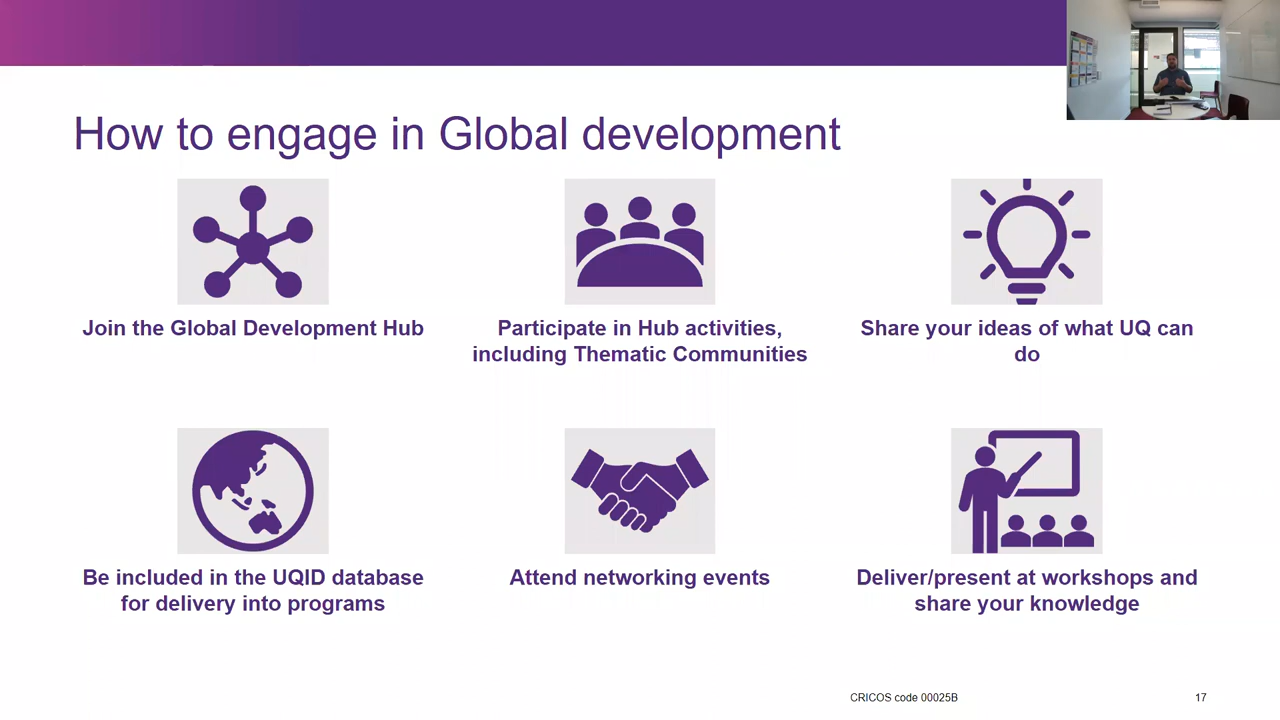 How to engage in Global development
Join the Global Development Hub
Participate in Hub activities,
including Thematic Communities
Share your ideas of what UQ can
do
Be included in the UQID database
for delivery into programs
Attend networking events
Deliver/present at workshops and
share your knowledge
CRICOS code 00025B
17